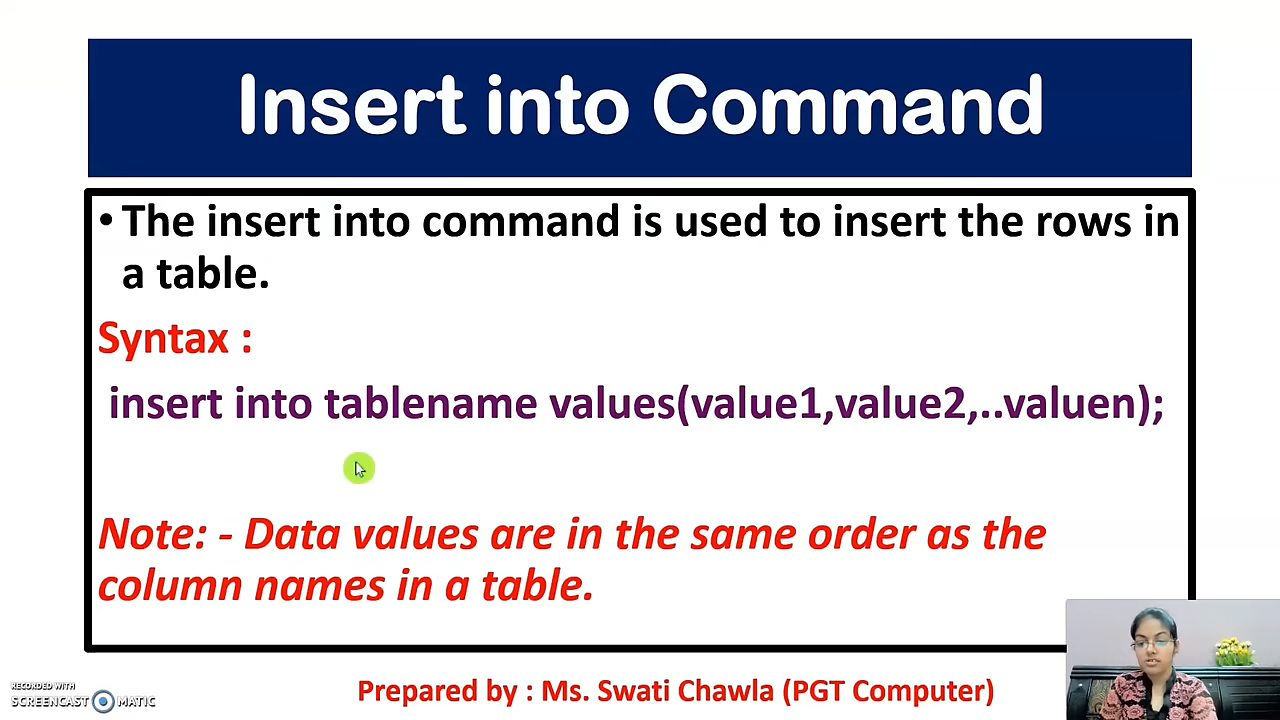 Insert into Command
• The insert into command is used to insert the rows in
a table.
Syntax :
insert into tablename values(value1,value2,..valuen);
Note: - Data values are in the same order as the
column names in a table.
Prepared by : Ms. Swati Chawla (PGT Computer)
RECORDED WITH
SCREENCAST MATIC